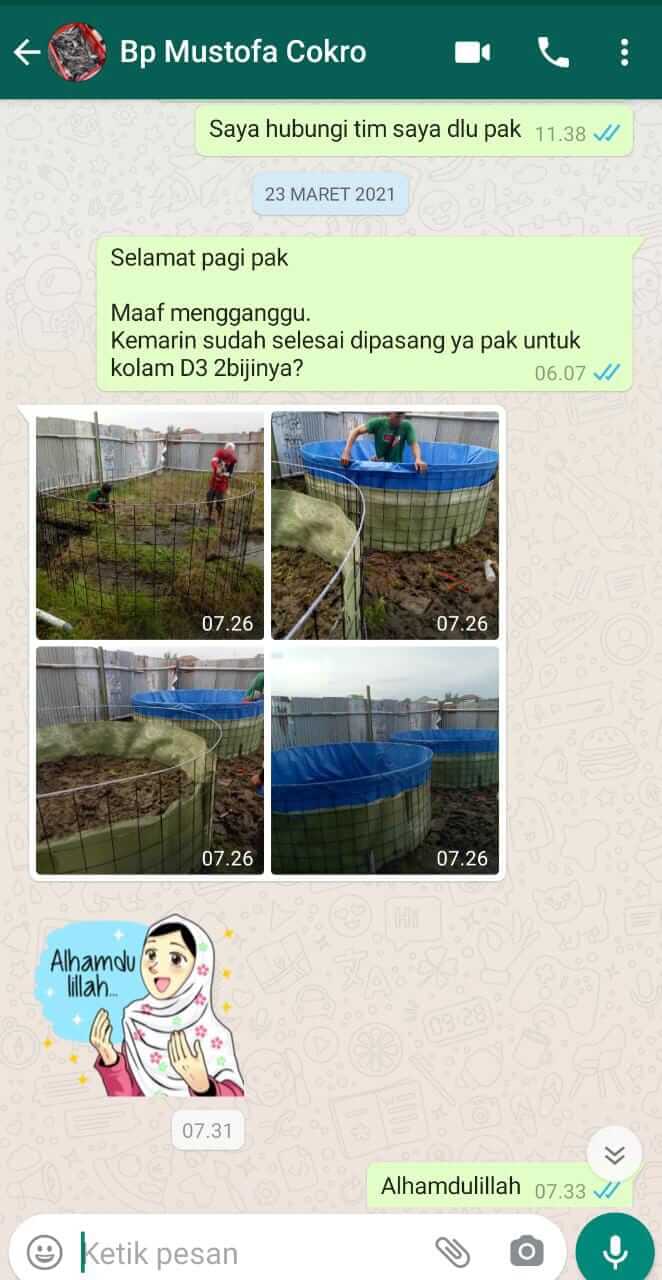 Bp Mustofa Cokro
Saya hubungi tim saya dlu pak 11.38
23 MARET 2021
Selamat pagi pak
Maaf mengganggu.
Kemarin sudah selesai dipasang ya pak untuk
kolam D3 2bijinya? 06.07
07.26
07.26
07.26
07.26
Alhamdu
lillah...
07.31
Alhamdulillah 07.33
Ketik pesan